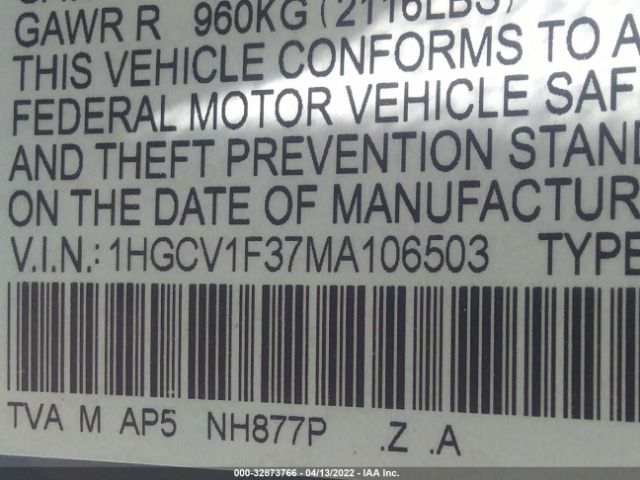 GAWR R 960KG (2116LBS)
THIS VEHICLE CONFORMS TO A
FEDERAL MOTOR VEHICLE SAF
AND THEFT PREVENTION STAN
ON THE DATE OF MANUFACTUR
V.I.N.: 1HGCV1F37MA106503 TYPE
TVA M AP5 NH877P .Z .A
000-32873766 - 04/13/2022 - IAA Inc.